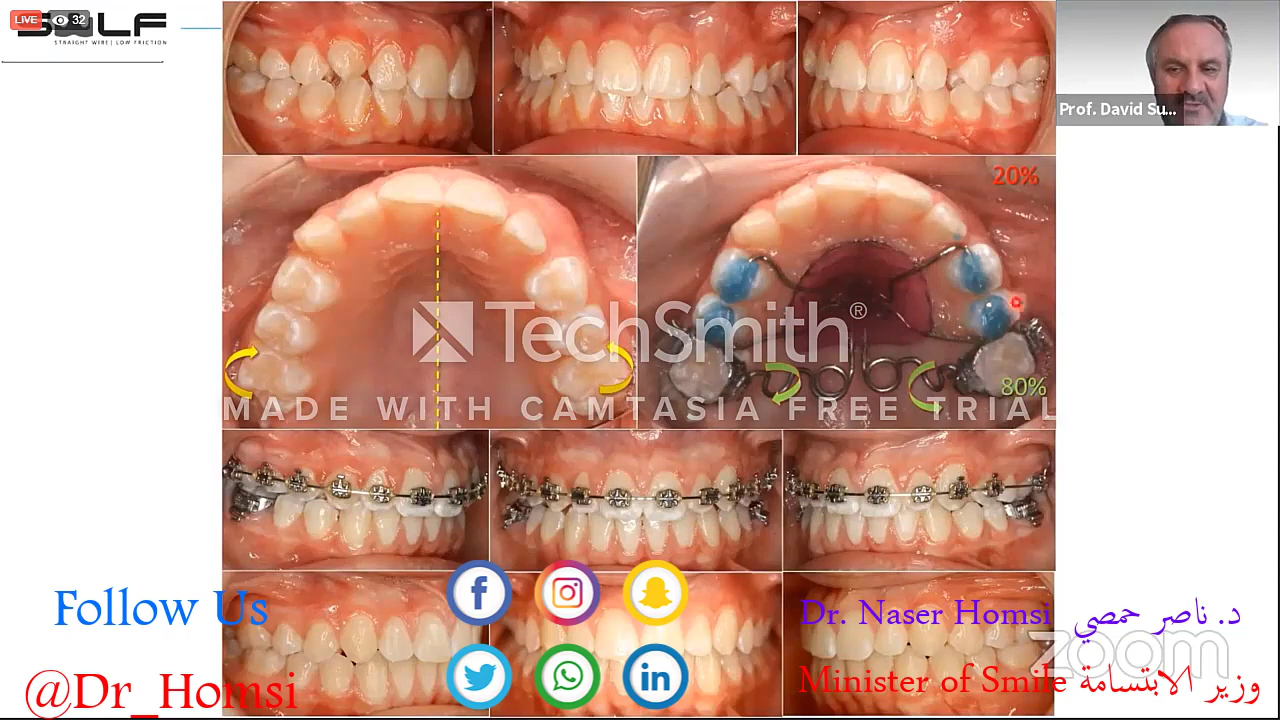 LIVE 32
SWLF
STRAIGHT WIRE | LOW FRICTION
Prof. David Su...
20%
TechSmith®
80%
MADE WITH CAMTASIA FREE TRIAL
Follow Us
Dr. Naser Homsi د. ناصر حمصي
zoom
@Dr_Homsi
Minister of Smile وزير الابتسامة